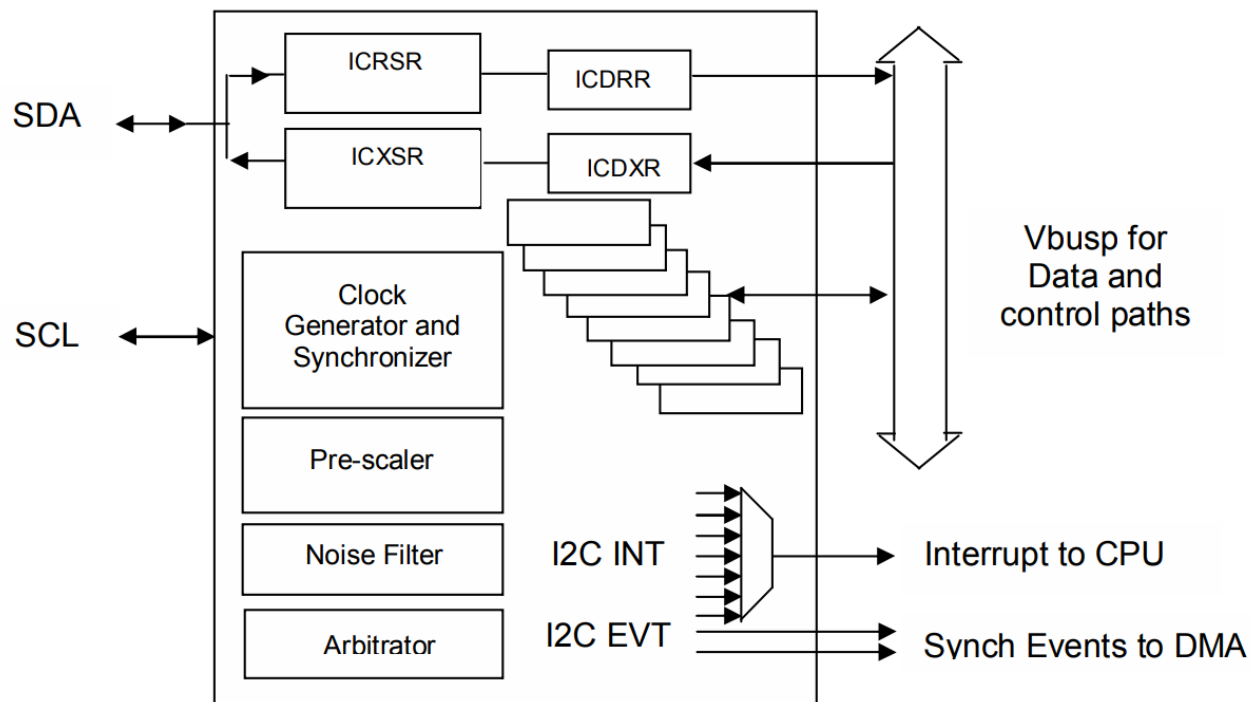 ICRSR
ICDRR
SDA
ICXSR
ICDXR
Clock
Generator and
Synchronizer
SCL
Vbusp for
Data and
control paths
Pre-scaler
Noise Filter
I2C INT
Interrupt to CPU
Arbitrator
I2C EVT
Synch Events to DMA